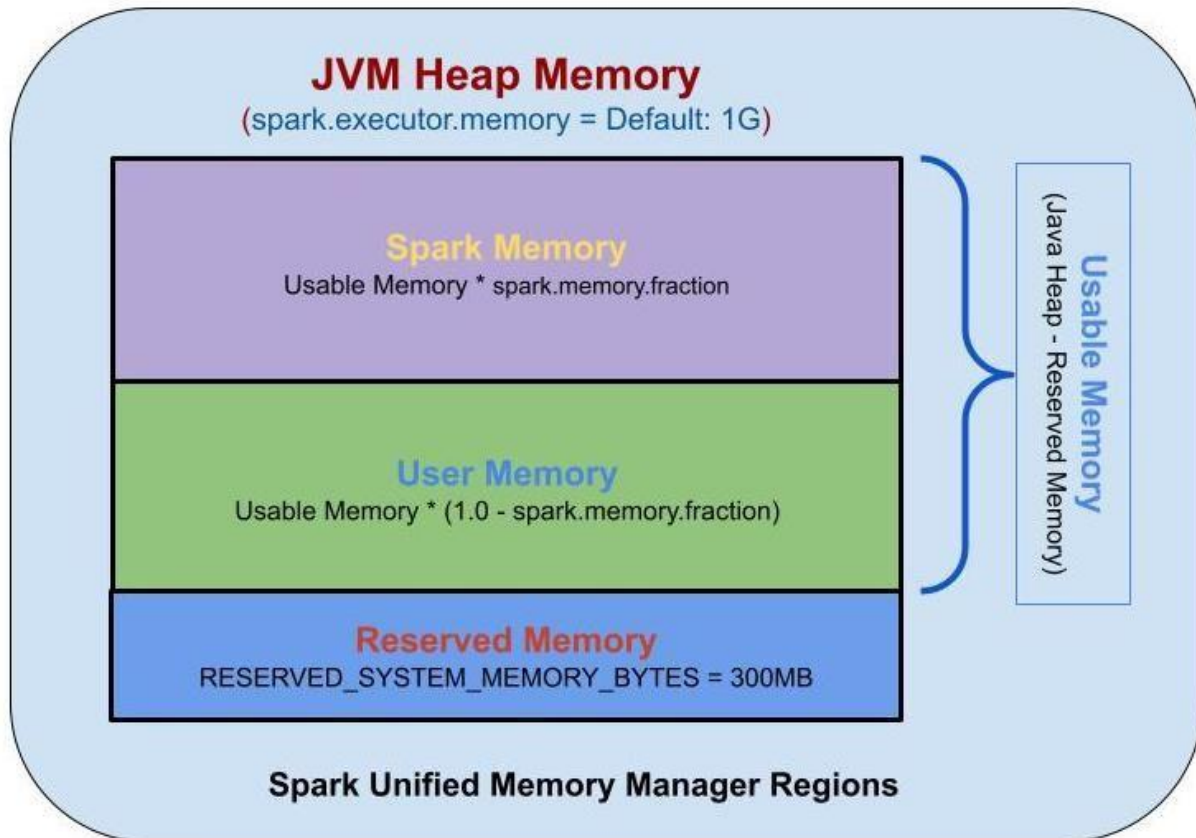 JVM Heap Memory
(spark.executor.memory = Default: 1G)
Spark Memory
Usable Memory * spark.memory.fraction
User Memory
Usable Memory * (1.0 - spark.memory.fraction)
Reserved Memory
RESERVED_SYSTEM_MEMORY_BYTES = 300MB
Usable Memory
(Java Heap - Reserved Memory)
Spark Unified Memory Manager Regions